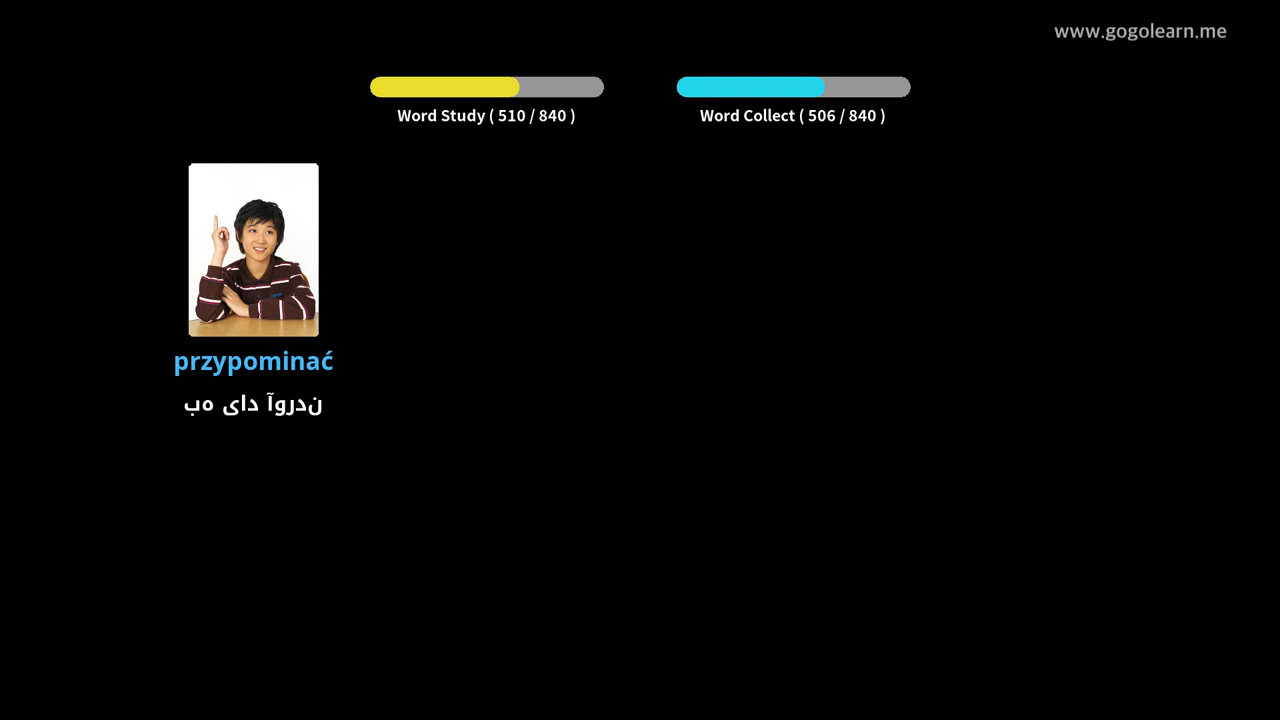 www.gogolearn.me
Word Study ( 510 / 840 )
Word Collect ( 506 / 840 )
przypominać
به یاد آوردن